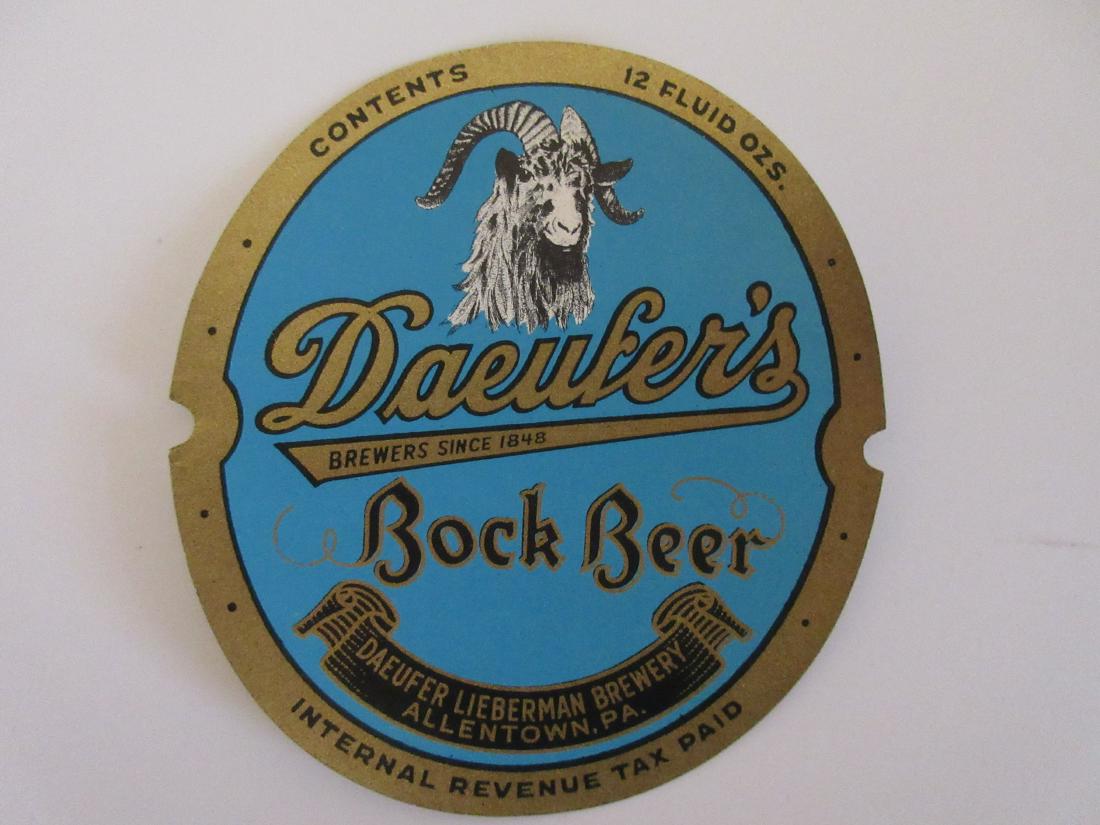 CONTENTS 12 FLUID OZS.
Daeufer's
BREWERS SINCE 1848
Bock Beer
DAEUFER LIEBERMAN BREWERY
ALLENTOWN, PA.
INTERNAL REVENUE TAX PAID